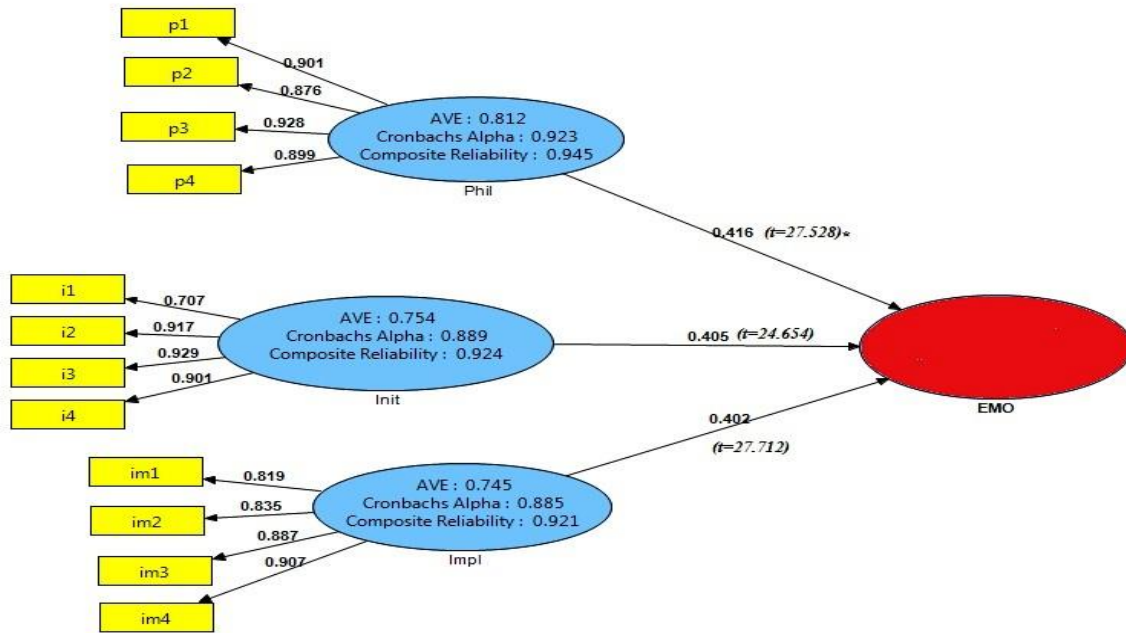 p1
0.901
p2
0.876
p3
0.928
p4
0.899
AVE : 0.812
Cronbachs Alpha : 0.923
Composite Reliability : 0.945
Phil
0.416 (t=27.528)*
i1
0.707
i2
0.917
i3
0.929
i4
0.901
AVE : 0.754
Cronbachs Alpha : 0.889
Composite Reliability : 0.924
Init
0.405 (t=24.654)
EMO
im1
0.819
im2
0.835
im3
0.887
im4
0.907
AVE : 0.745
Cronbachs Alpha : 0.885
Composite Reliability : 0.921
Impl
0.402
(t=27.712)